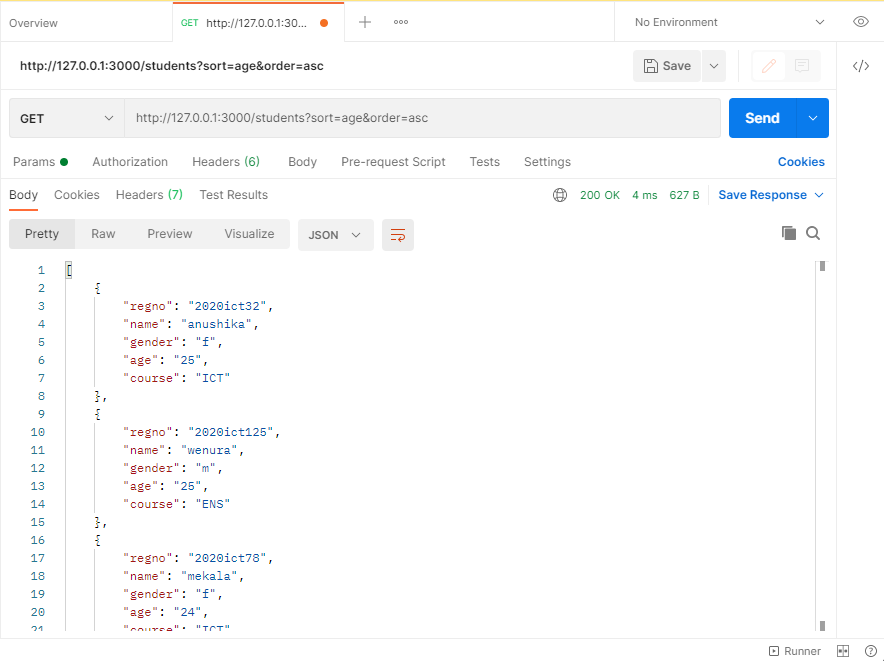 Overview
GET http://127.0.0.1:30...
No Environment
http://127.0.0.1:3000/students?sort=age&order=asc
Save
GET http://127.0.0.1:3000/students?sort=age&order=asc Send
Params Authorization Headers (6) Body Pre-request Script Tests Settings Cookies
Body Cookies Headers (7) Test Results 200 OK 4 ms 627 B Save Response
Pretty Raw Preview Visualize JSON
1 [
2 {
3 "regno": "2020ict32",
4 "name": "anushika",
5 "gender": "f",
6 "age": "25",
7 "course": "ICT"
8 },
9 {
10 "regno": "2020ict125",
11 "name": "wenura",
12 "gender": "m",
13 "age": "25",
14 "course": "ENS"
15 },
16 {
17 "regno": "2020ict78",
18 "name": "mekala",
19 "gender": "f",
20 "age": "24",
21 "course": "ICT"
Runner